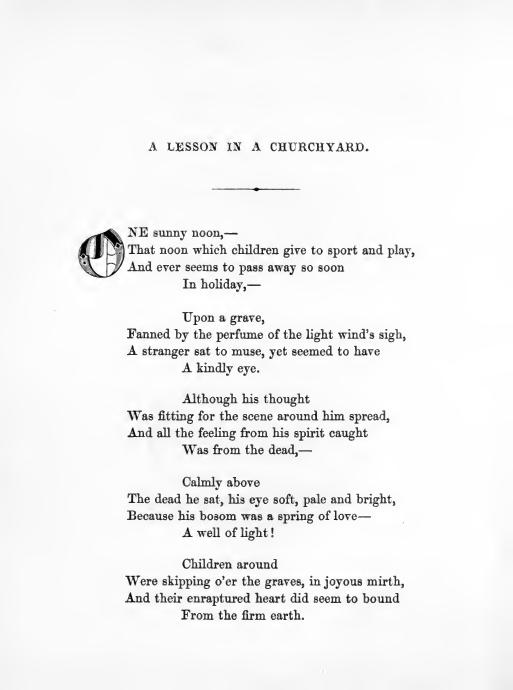 A LESSON IN A CHURCHYARD.
ONE sunny noon,—
That noon which children give to sport and play,
And ever seems to pass away so soon
In holiday,—
Upon a grave,
Fanned by the perfume of the light wind's sigh,
A stranger sat to muse, yet seemed to have
A kindly eye.
Although his thought
Was fitting for the scene around him spread,
And all the feeling from his spirit caught
Was from the dead,—
Calmly above
The dead he sat, his eye soft, pale and bright,
Because his bosom was a spring of love—
A well of light!
Children around
Were skipping o'er the graves, in joyous mirth,
And their enraptured heart did seem to bound
From the firm earth.